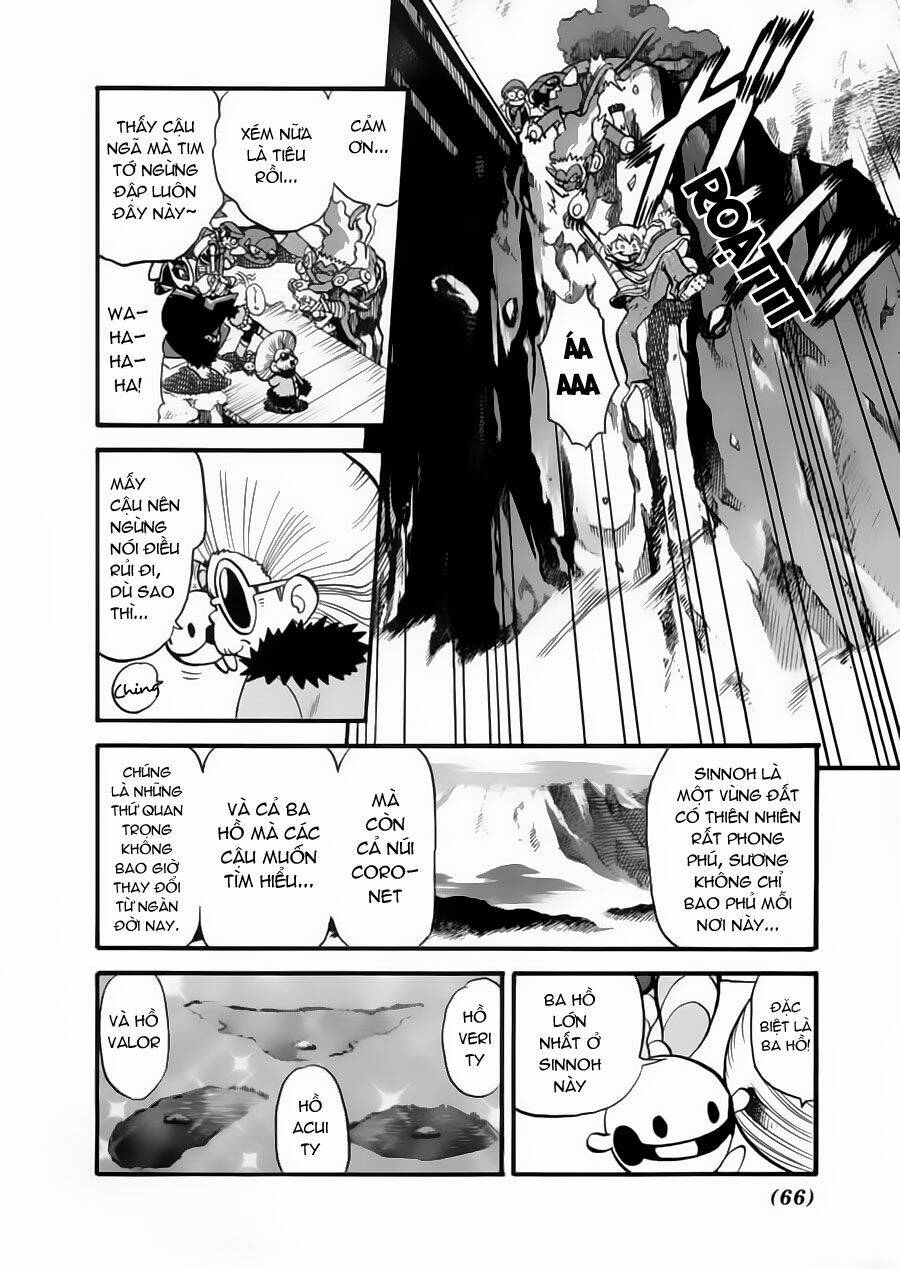 ROẠTTTT
ÁA
AAA
CẢM
ƠN...
XÉM NỮA
LÀ TIÊU
RỒI...
THẤY CẬU
NGÃ MÀ TIM
TỚ NGỪNG
ĐẬP LUÔN
ĐÂY NÀY~
WA-
HA-
HA-
HA!
MẤY
CẬU NÊN
NGỪNG
NÓI ĐIỀU
RỦI ĐI,
DÙ SAO
THÌ...
Ching
SINNOH LÀ
MỘT VÙNG ĐẤT
CÓ THIÊN NHIÊN
RẤT PHONG
PHÚ, SƯƠNG
KHÔNG CHỈ
BAO PHỦ MỖI
NƠI NÀY...
MÀ
CÒN
CẢ NÚI
CORO-
NET
VÀ CẢ BA
HỒ MÀ CÁC
CẬU MUỐN
TÌM HIỂU...
CHÚNG
LÀ NHỮNG
THỨ QUAN
TRỌNG
KHÔNG
BAO GIỜ
THAY ĐỔI
TỪ NGÀN
ĐỜI NAY.
ĐẶC
BIỆT LÀ
BA HỒ!
BA HỒ
LỚN
NHẤT Ở
SINNOH
NÀY
HỒ
VERI
TY
HỒ
ACUI
TY
VÀ HỒ
VALOR
(66)